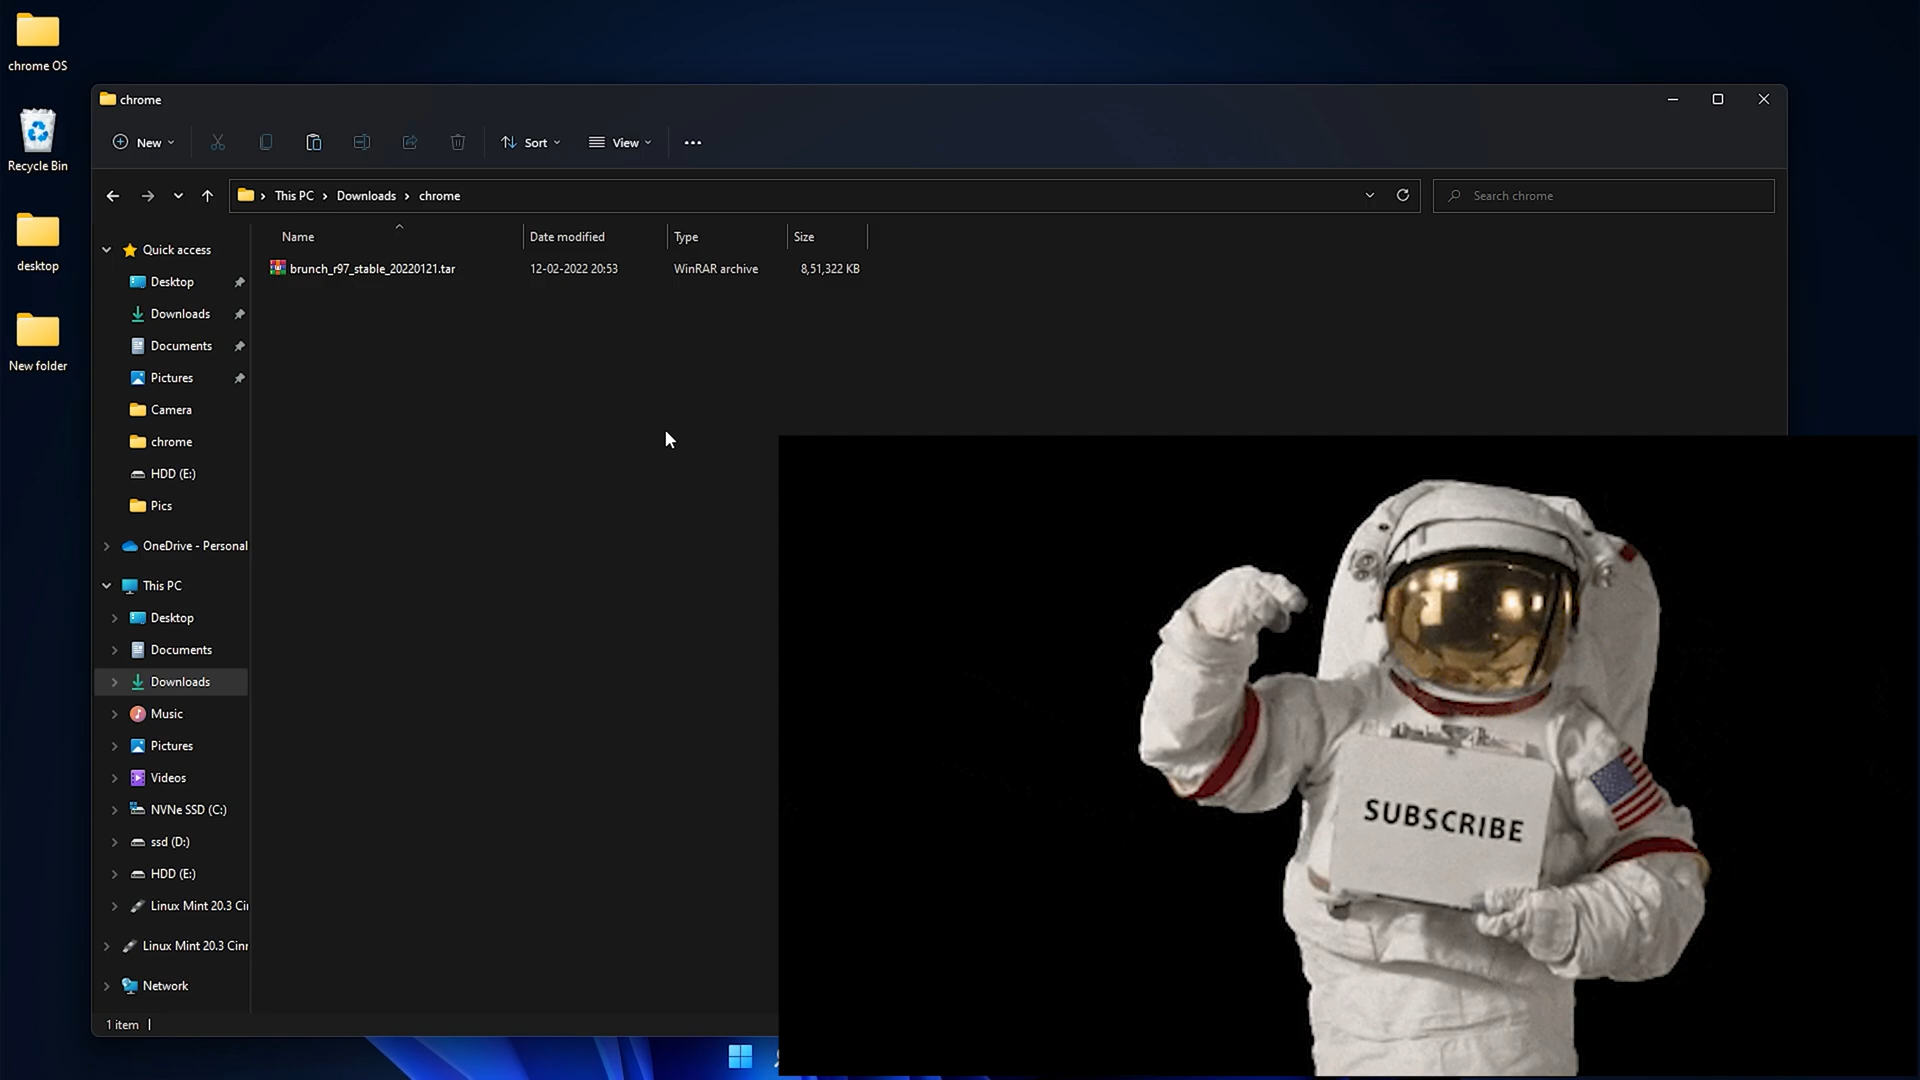 chrome OS
Recycle Bin
desktop
New folder
chrome
New
Sort
View
This PC
Downloads
chrome
Search chrome
Name
Date modified
Type
Size
brunch_r97_stable_20220121.tar
12-02-2022 20:53
WinRAR archive
8,51,322 KB
Quick access
Desktop
Downloads
Documents
Pictures
Camera
chrome
HDD (E:)
Pics
OneDrive - Personal
This PC
Desktop
Documents
Downloads
Music
Pictures
Videos
NVNe SSD (C:)
ssd (D:)
HDD (E:)
Linux Mint 20.3 Ci
Linux Mint 20.3 Cin
Network
1 item
SUBSCRIBE